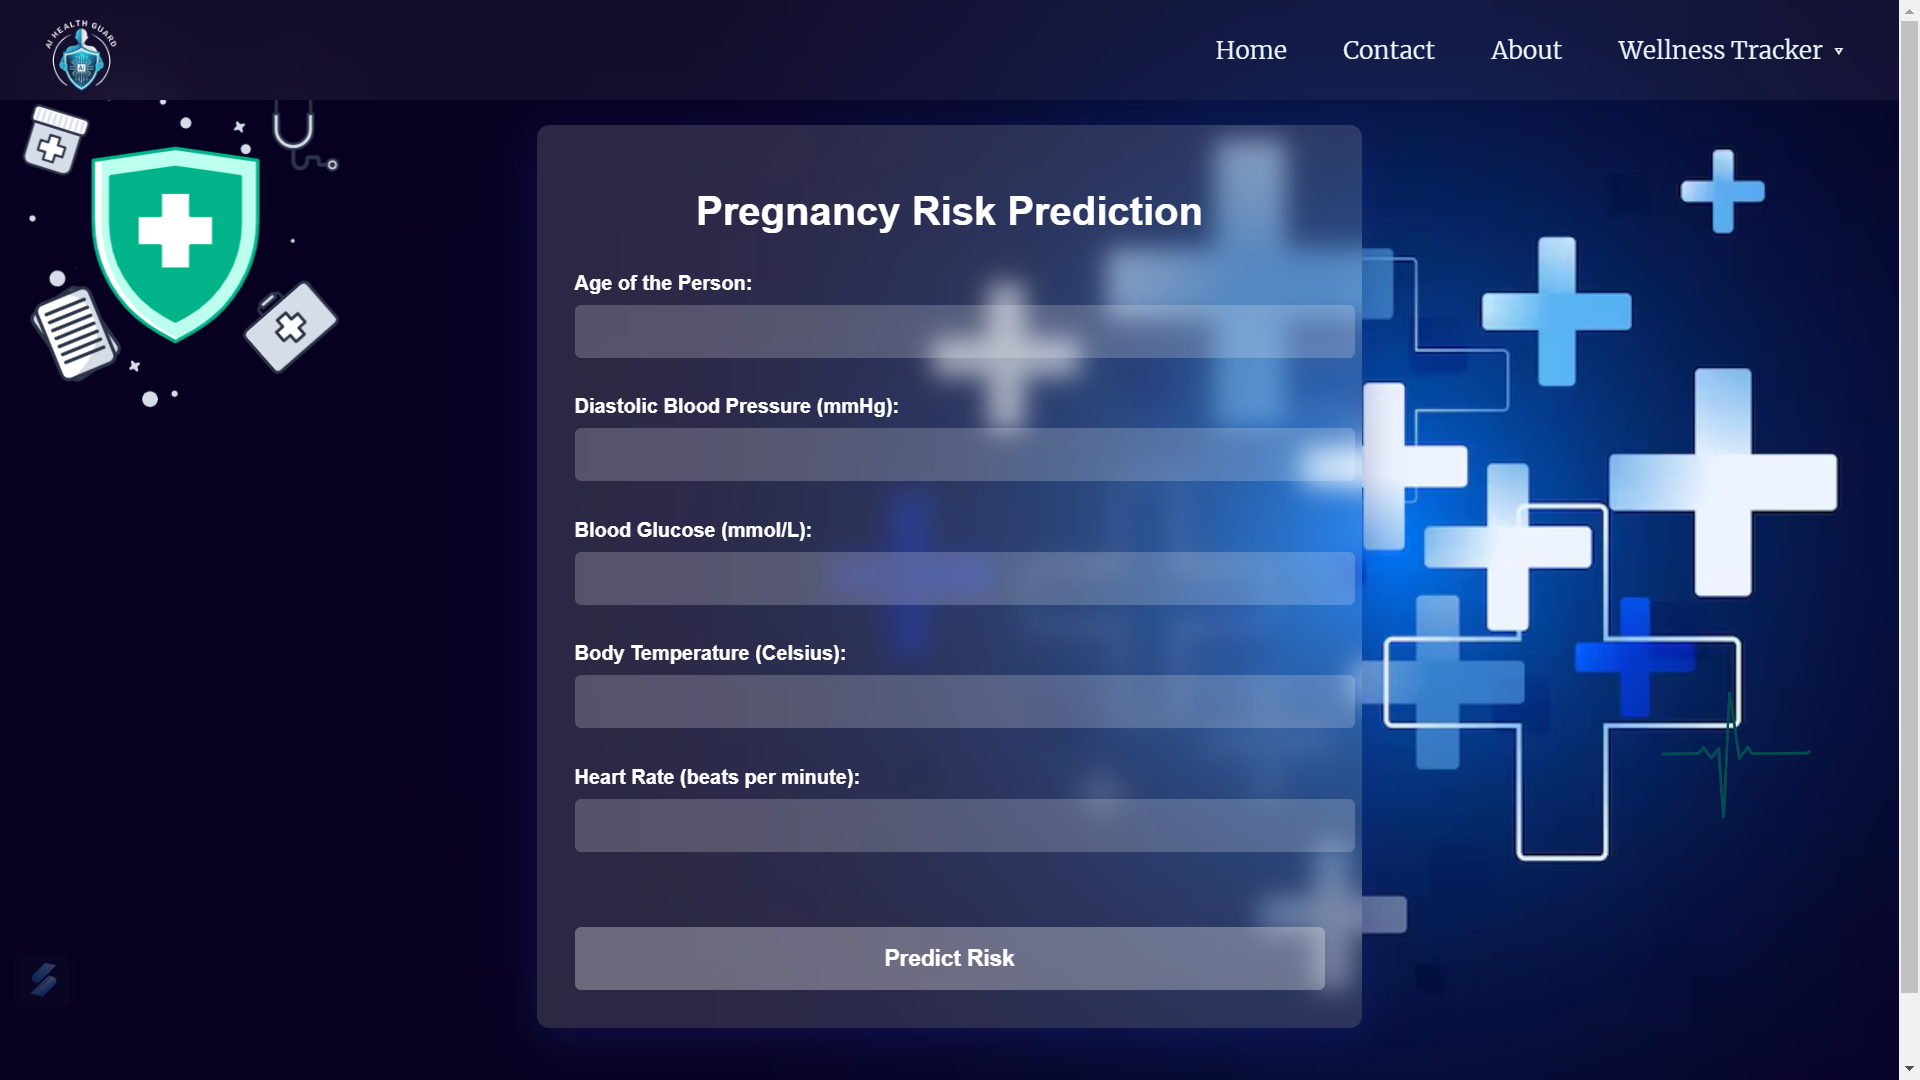 AI HEALTH GUARD
AI
Home
Contact
About
Wellness Tracker
Pregnancy Risk Prediction
Age of the Person:
Diastolic Blood Pressure (mmHg):
Blood Glucose (mmol/L):
Body Temperature (Celsius):
Heart Rate (beats per minute):
Predict Risk